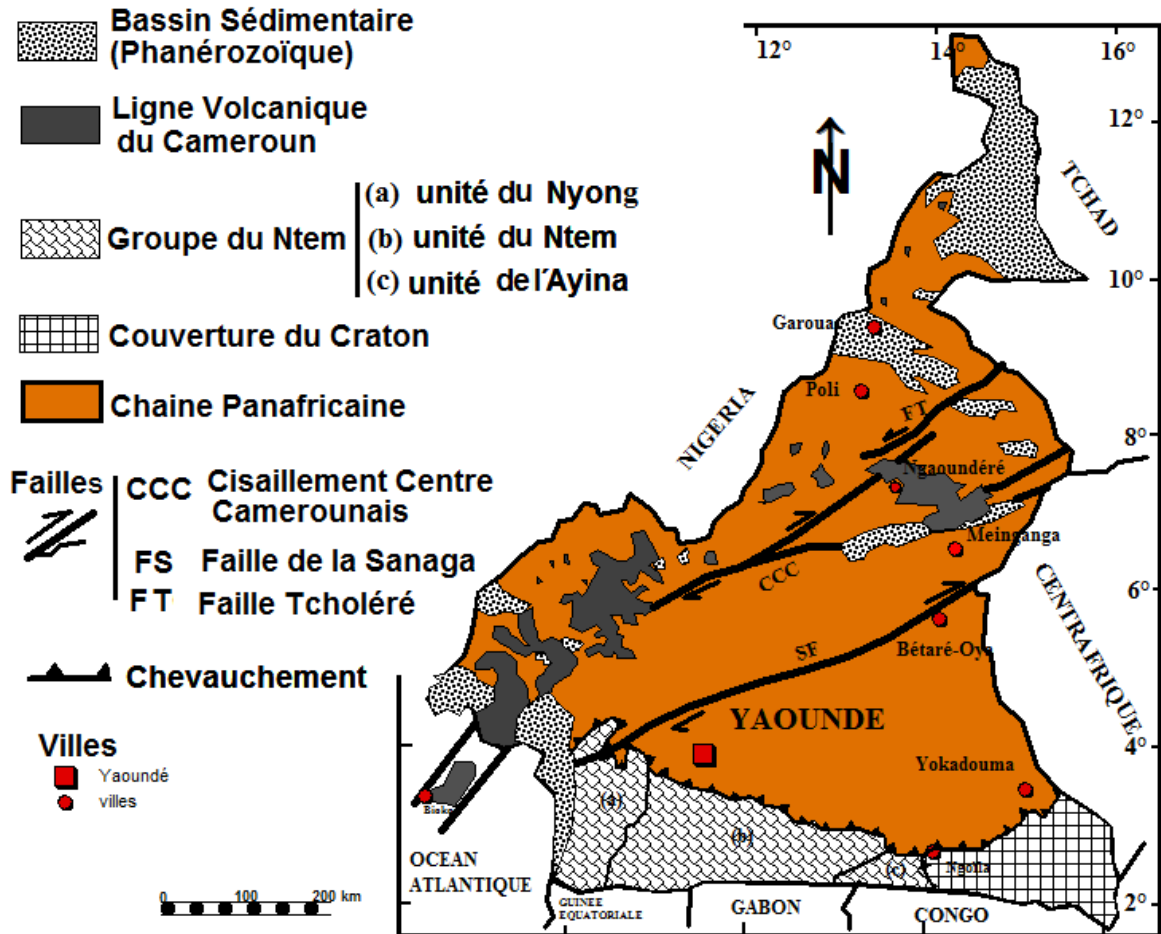 Bassin Sédimentaire
(Phanérozoïque)
Ligne Volcanique
du Cameroun
Groupe du Ntem
(a) unité du Nyong
(b) unité du Ntem
(c) unité de l'Ayina
Couverture du Craton
Chaine Panafricaine
Failles
CCC Cisaillement Centre
Camerounais
FS Faille de la Sanaga
FT Faille Tcholéré
Chevauchement
Villes
Yaoundé
villes
0 100 200 km
12° 14° 16°
N
12°
TCHAD
10°
Garoua
Poli
NIGERIA
FT
8°
Ngaoundéré
Meinganga
CCC
6°
CENTRAFRIQUE
SF
Bétaré-Oya
YAOUNDE
4°
Yokadouma
(a)
(b)
(c)
OCEAN
ATLANTIQUE
GUINEE
EQUATORIALE
GABON
CONGO
2°